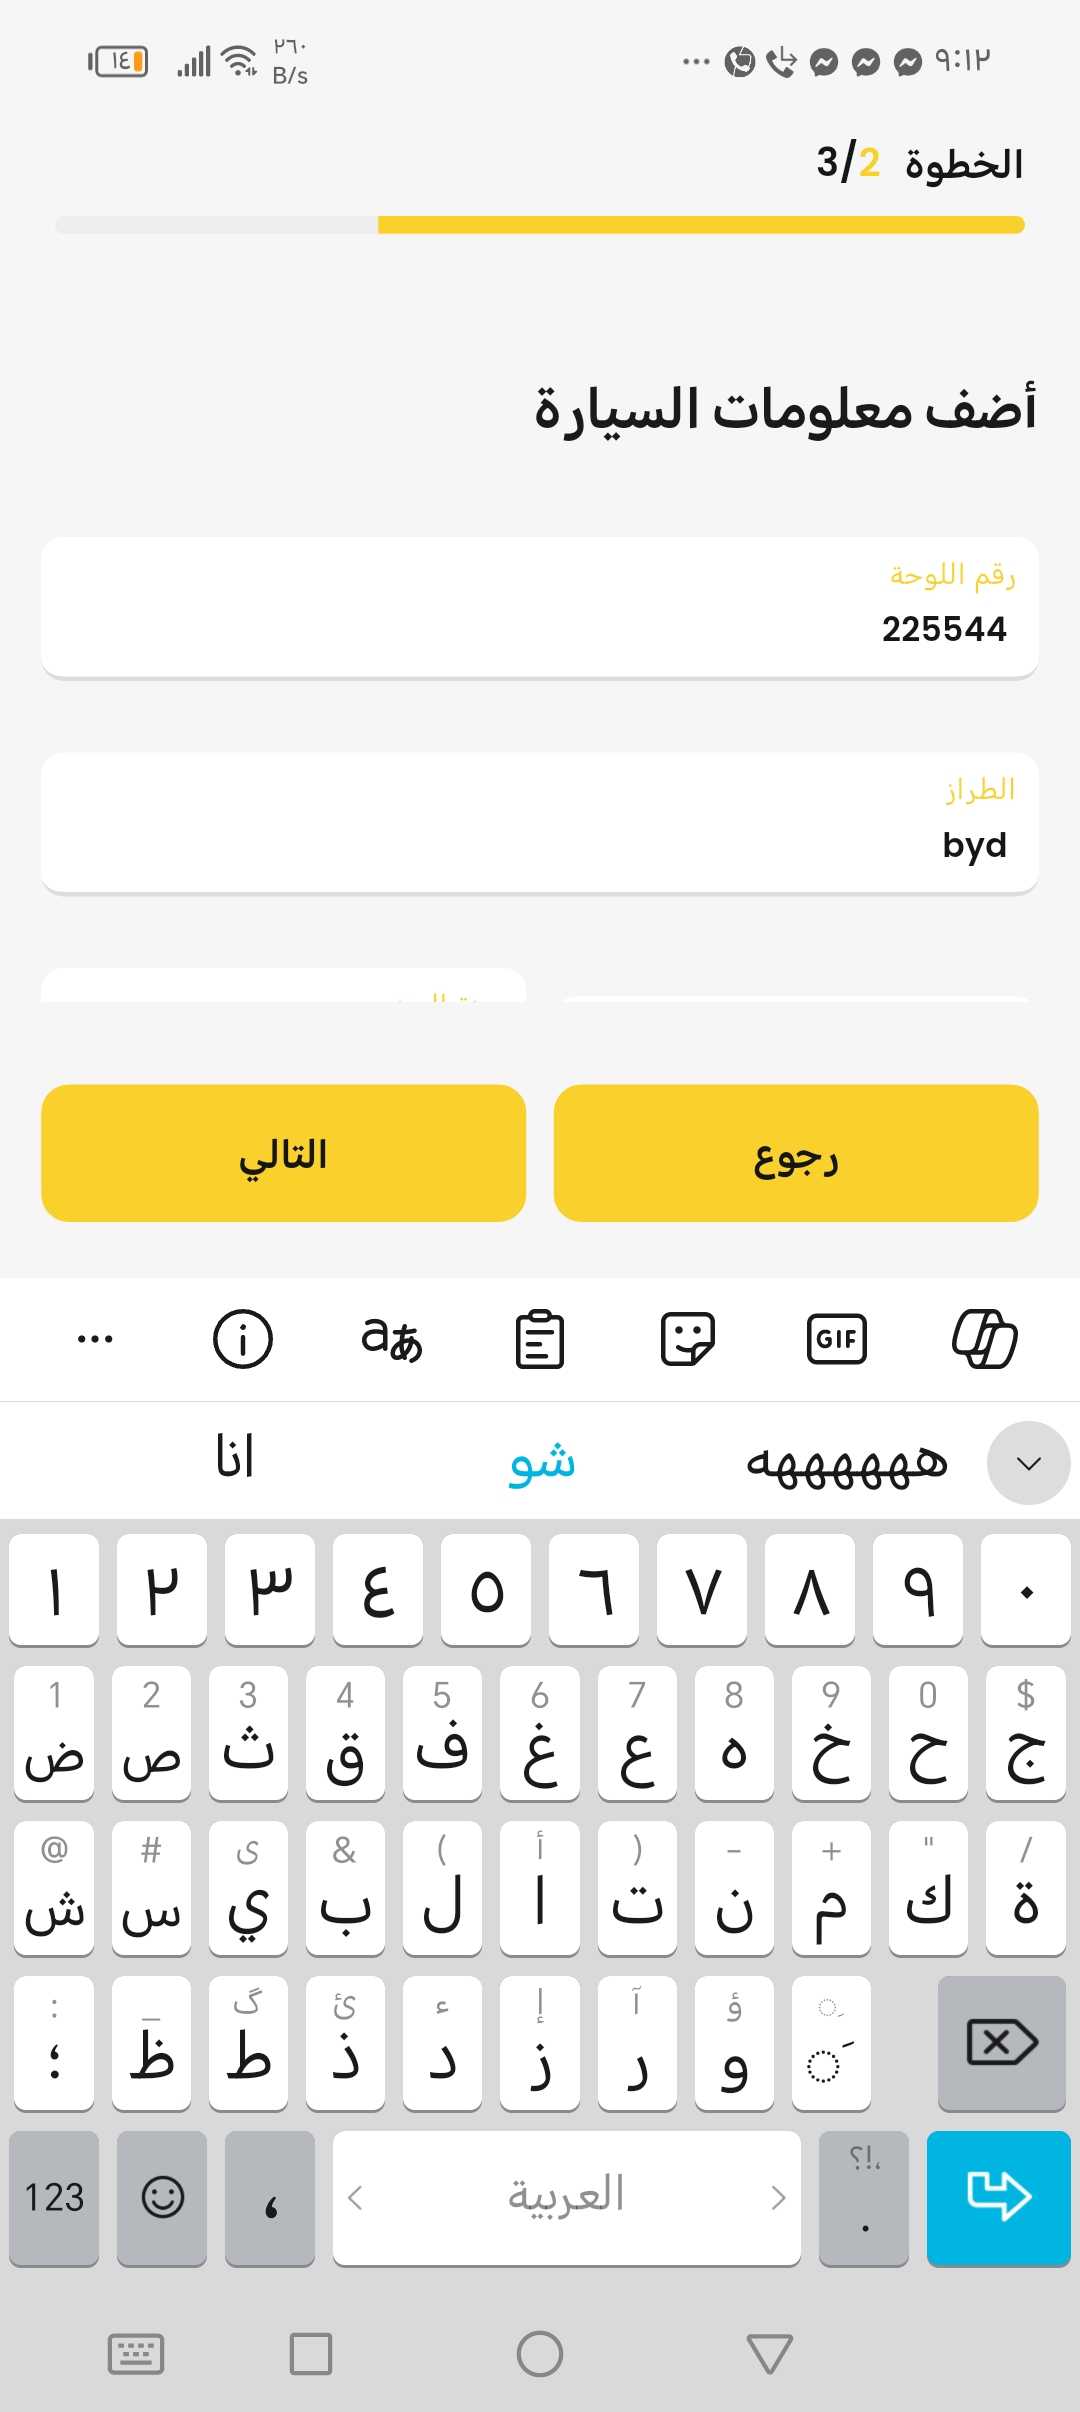 ٩:١٢
٢٦٠
B/s
١٤
الخطوة 2/3
أضف معلومات السيارة
رقم اللوحة
225544
الطراز
byd
رجوع
التالي
GIF
aあ
ههههههه
شو
انا
١ ٢ ٣ ٤ ٥ ٦ ٧ ٨ ٩ ٠
1 2 3 4 5 6 7 8 9 0 $
ض ص ث ق ف غ ع ه خ ح ج
@ # ى & ( أ ) - + " /
ش س ي ب ل ا ت ن م ك ة
: _ گ ئ ء إ آ ؤ ◌ِ
؛ ظ ط ذ د ز ر و ◌َ
،!؟
123 ، العربية .